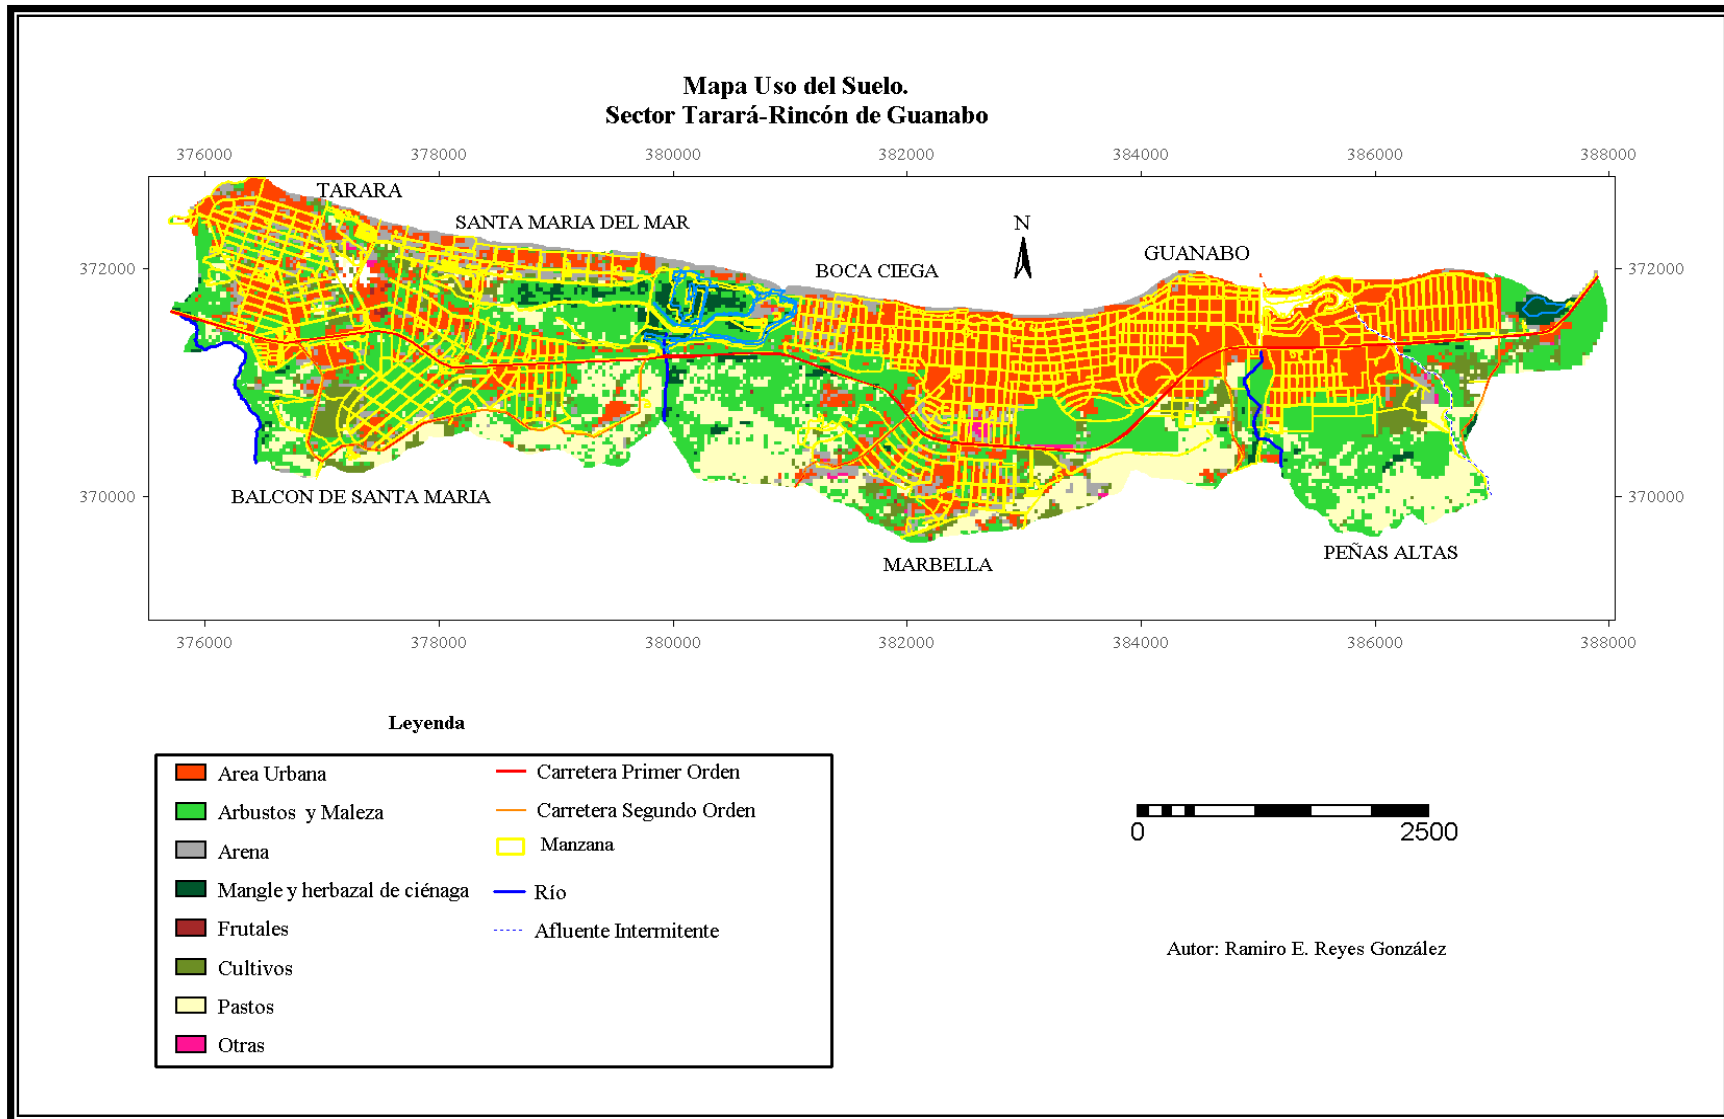 Mapa Uso del Suelo.
Sector Tarará-Rincón de Guanabo
376000 378000 380000 382000 384000 386000 388000
TARARA
SANTA MARIA DEL MAR
N
BOCA CIEGA
GUANABO
372000 372000
370000 370000
BALCON DE SANTA MARIA
MARBELLA
PEÑAS ALTAS
376000 378000 380000 382000 384000 386000 388000
Leyenda
Area Urbana
Arbustos y Maleza
Arena
Mangle y herbazal de ciénaga
Frutales
Cultivos
Pastos
Otras
Carretera Primer Orden
Carretera Segundo Orden
Manzana
Río
Afluente Intermitente
0 2500
Autor: Ramiro E. Reyes González